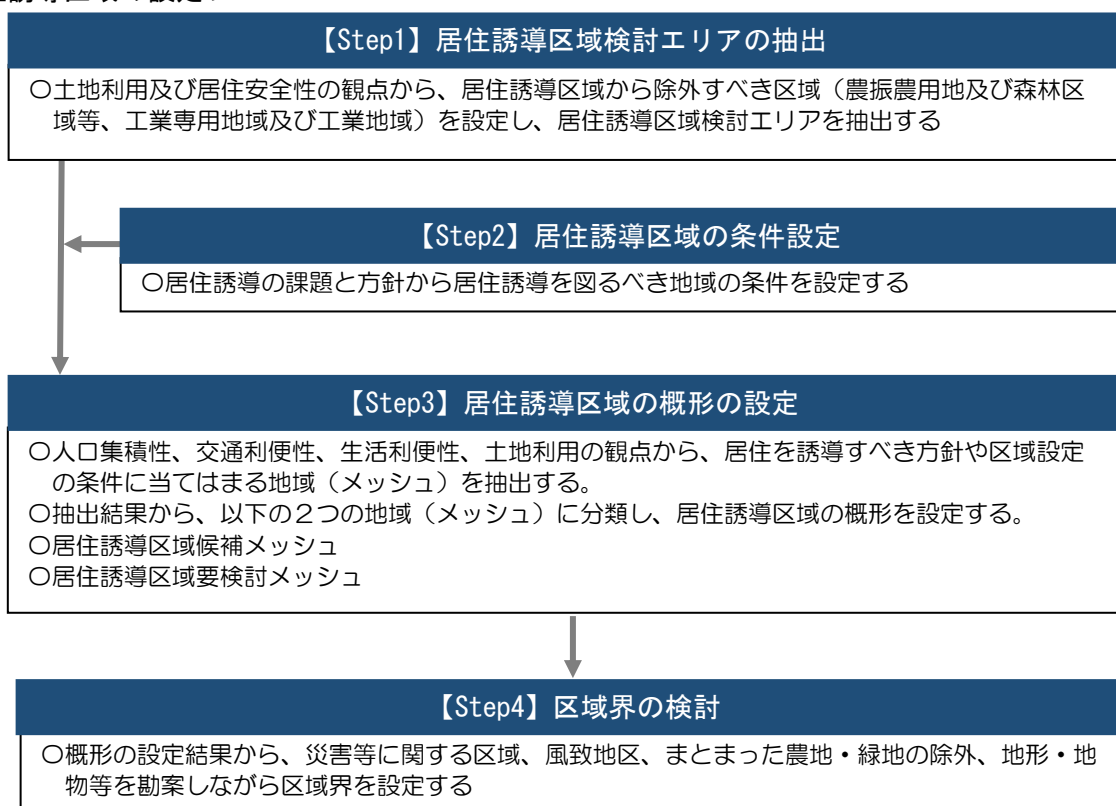 【Step1】居住誘導区域検討エリアの抽出
〇土地利用及び居住安全性の観点から、居住誘導区域から除外すべき区域（農振農用地及び森林区
域等、工業専用地域及び工業地域）を設定し、居住誘導区域検討エリアを抽出する
【Step2】居住誘導区域の条件設定
〇居住誘導の課題と方針から居住誘導を図るべき地域の条件を設定する
【Step3】居住誘導区域の概形の設定
〇人口集積性、交通利便性、生活利便性、土地利用の観点から、居住を誘導すべき方針や区域設定
の条件に当てはまる地域（メッシュ）を抽出する。
〇抽出結果から、以下の２つの地域（メッシュ）に分類し、居住誘導区域の概形を設定する。
〇居住誘導区域候補メッシュ
〇居住誘導区域要検討メッシュ
【Step4】区域界の検討
〇概形の設定結果から、災害等に関する区域、風致地区、まとまった農地・緑地の除外、地形・地
物等を勘案しながら区域界を設定する